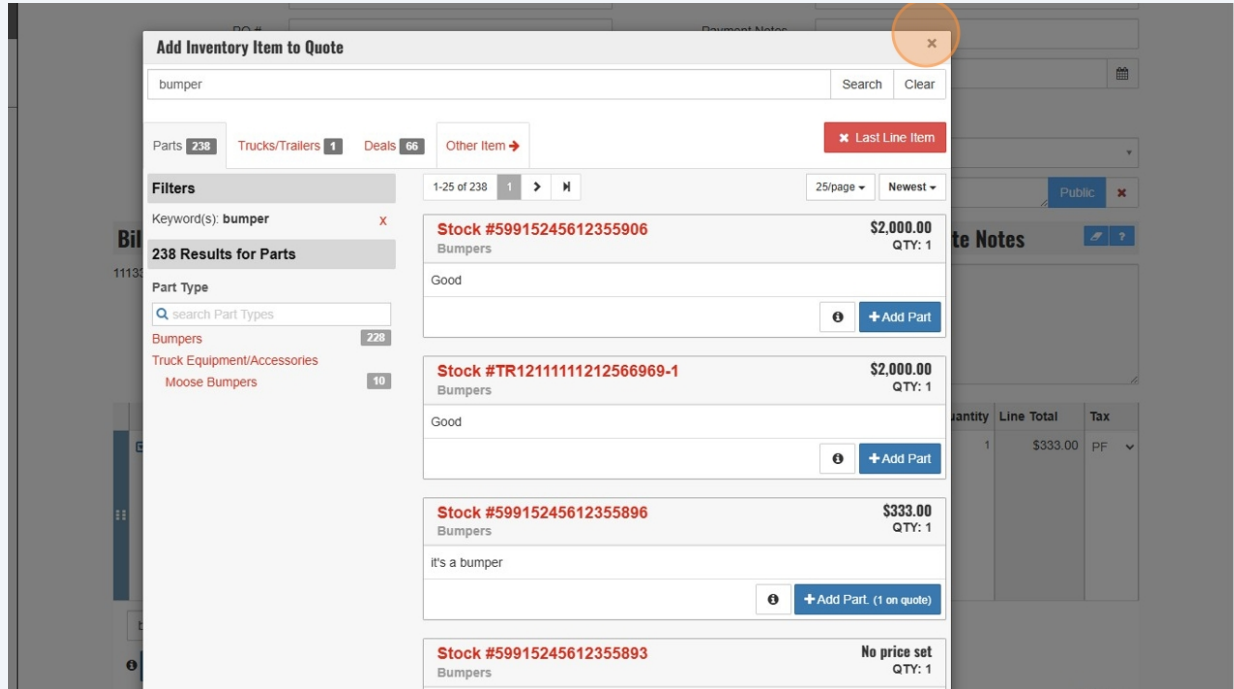 PO #
Payment Notes
Add Inventory Item to Quote
×
bumper
Search
Clear
Parts 238
Trucks/Trailers 1
Deals 66
Other Item
Last Line Item
Filters
Keyword(s): bumper
x
238 Results for Parts
Part Type
search Part Types
Bumpers
228
Truck Equipment/Accessories
Moose Bumpers
10
1-25 of 238
1
25/page
Newest
Stock #59915245612355906
$2,000.00
Bumpers
QTY: 1
Good
+Add Part
Stock #TR12111111212566969-1
$2,000.00
Bumpers
QTY: 1
Good
+Add Part
Stock #59915245612355896
$333.00
Bumpers
QTY: 1
it's a bumper
+Add Part. (1 on quote)
Stock #59915245612355893
No price set
Bumpers
QTY: 1
Public
Bil
te Notes
?
1113
uantity
Line Total
Tax
1
$333.00
PF